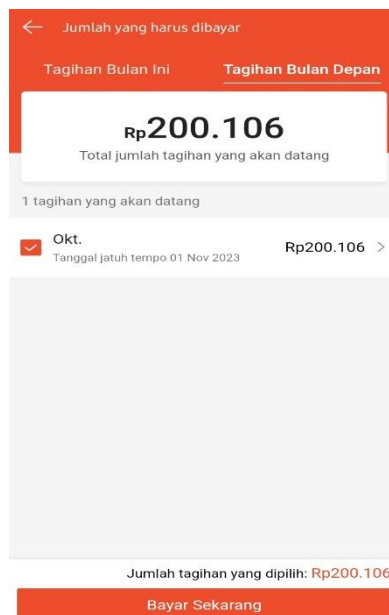 Jumlah yang harus dibayar
Tagihan Bulan Ini Tagihan Bulan Depan
Rp200.106
Total jumlah tagihan yang akan datang
1 tagihan yang akan datang
Okt. Rp200.106 >
Tanggal jatuh tempo 01 Nov 2023
Jumlah tagihan yang dipilih: Rp200.106
Bayar Sekarang